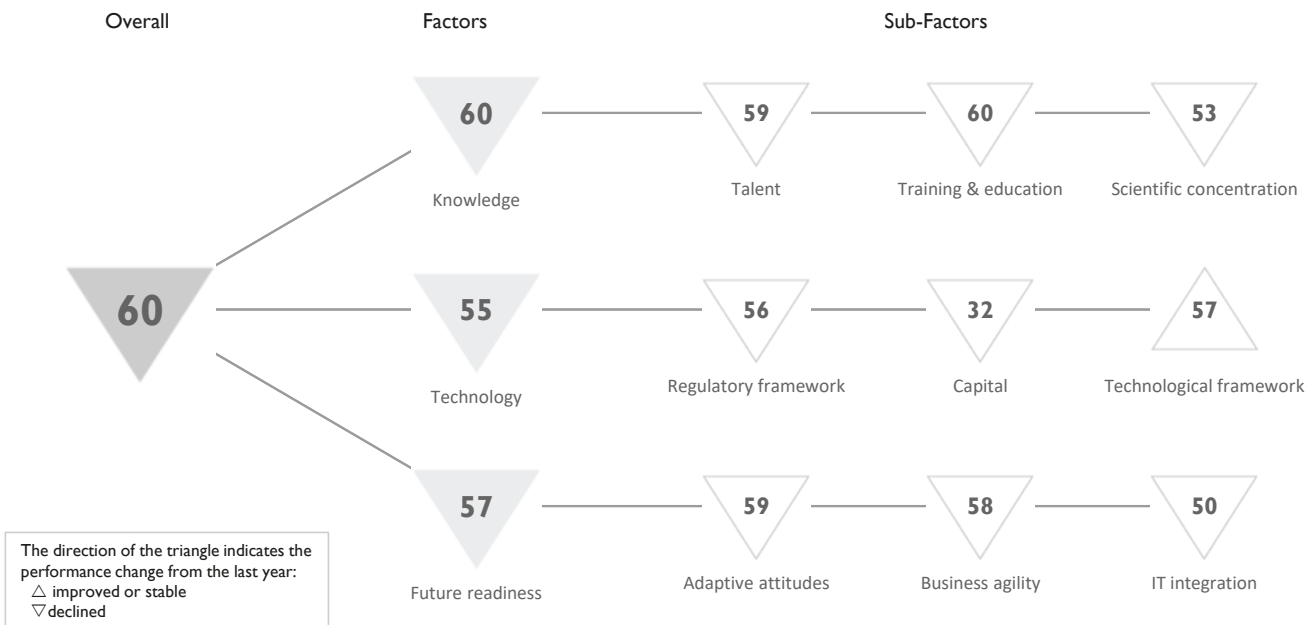 Overall
Factors
Sub-Factors
60
Knowledge
59
Talent
60
Training & education
53
Scientific concentration
60
55
Technology
56
Regulatory framework
32
Capital
57
Technological framework
57
Future readiness
59
Adaptive attitudes
58
Business agility
50
IT integration
The direction of the triangle indicates the
performance change from the last year:
△ improved or stable
▽ declined